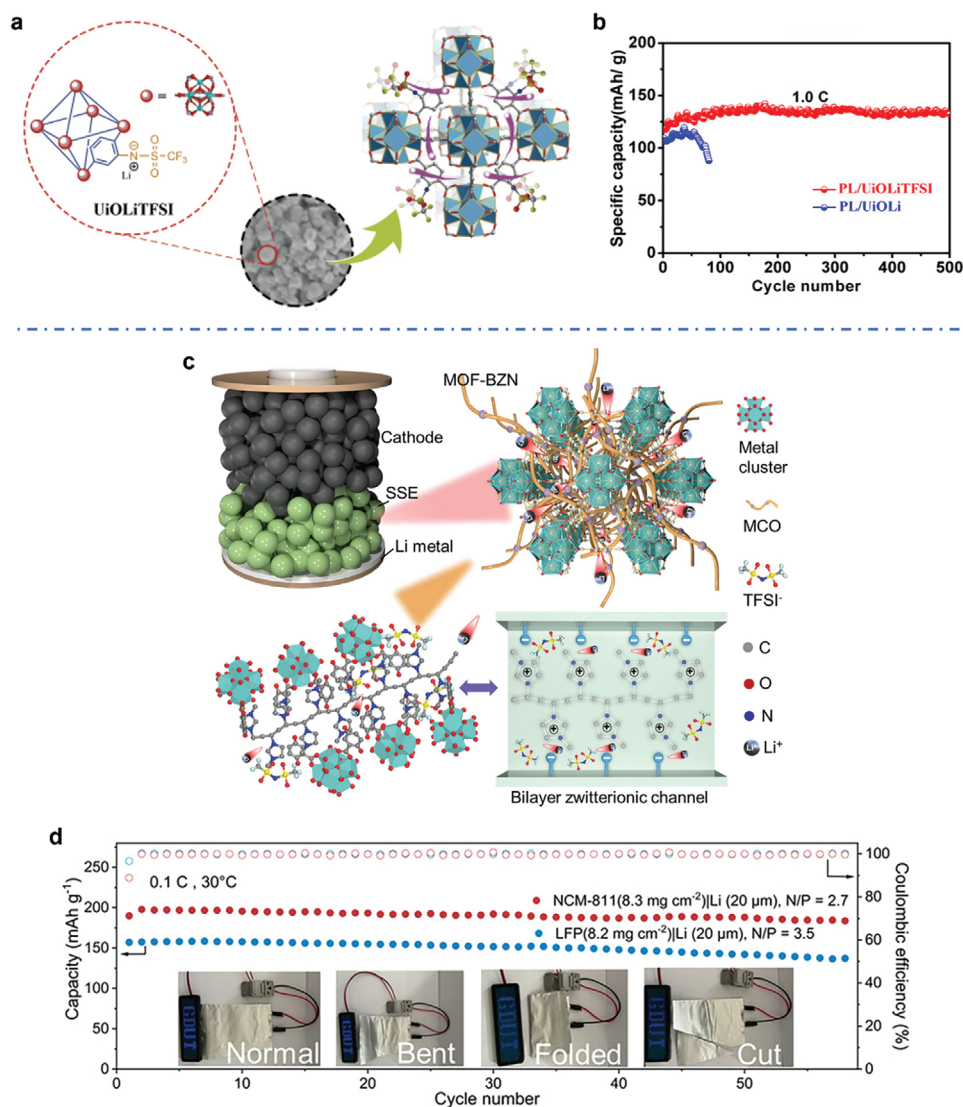 a
=
N
⊖
Li
⊕
O
S
O
CF3
UiOLiTFSI
b
Specific capacity(mAh/ g)
200
150
100
50
0
1.0 C
PL/UiOLiTFSI
PL/UiOLi
0 100 200 300 400 500
Cycle number
c
MOF-BZN
Cathode
SSE
Li metal
Metal
cluster
MCO
TFSI-
C
O
N
Li+
Bilayer zwitterionic channel
d
Capacity (mAh g-1)
250
200
150
100
50
0
0.1 C , 30°C
NCM-811(8.3 mg cm-2)|Li (20 μm), N/P = 2.7
LFP(8.2 mg cm-2)|Li (20 μm), N/P = 3.5
GDUT
Normal
Bent
Folded
Cut
100
80
60
40
20
0
Coulombic efficiency (%)
0 10 20 30 40 50
Cycle number